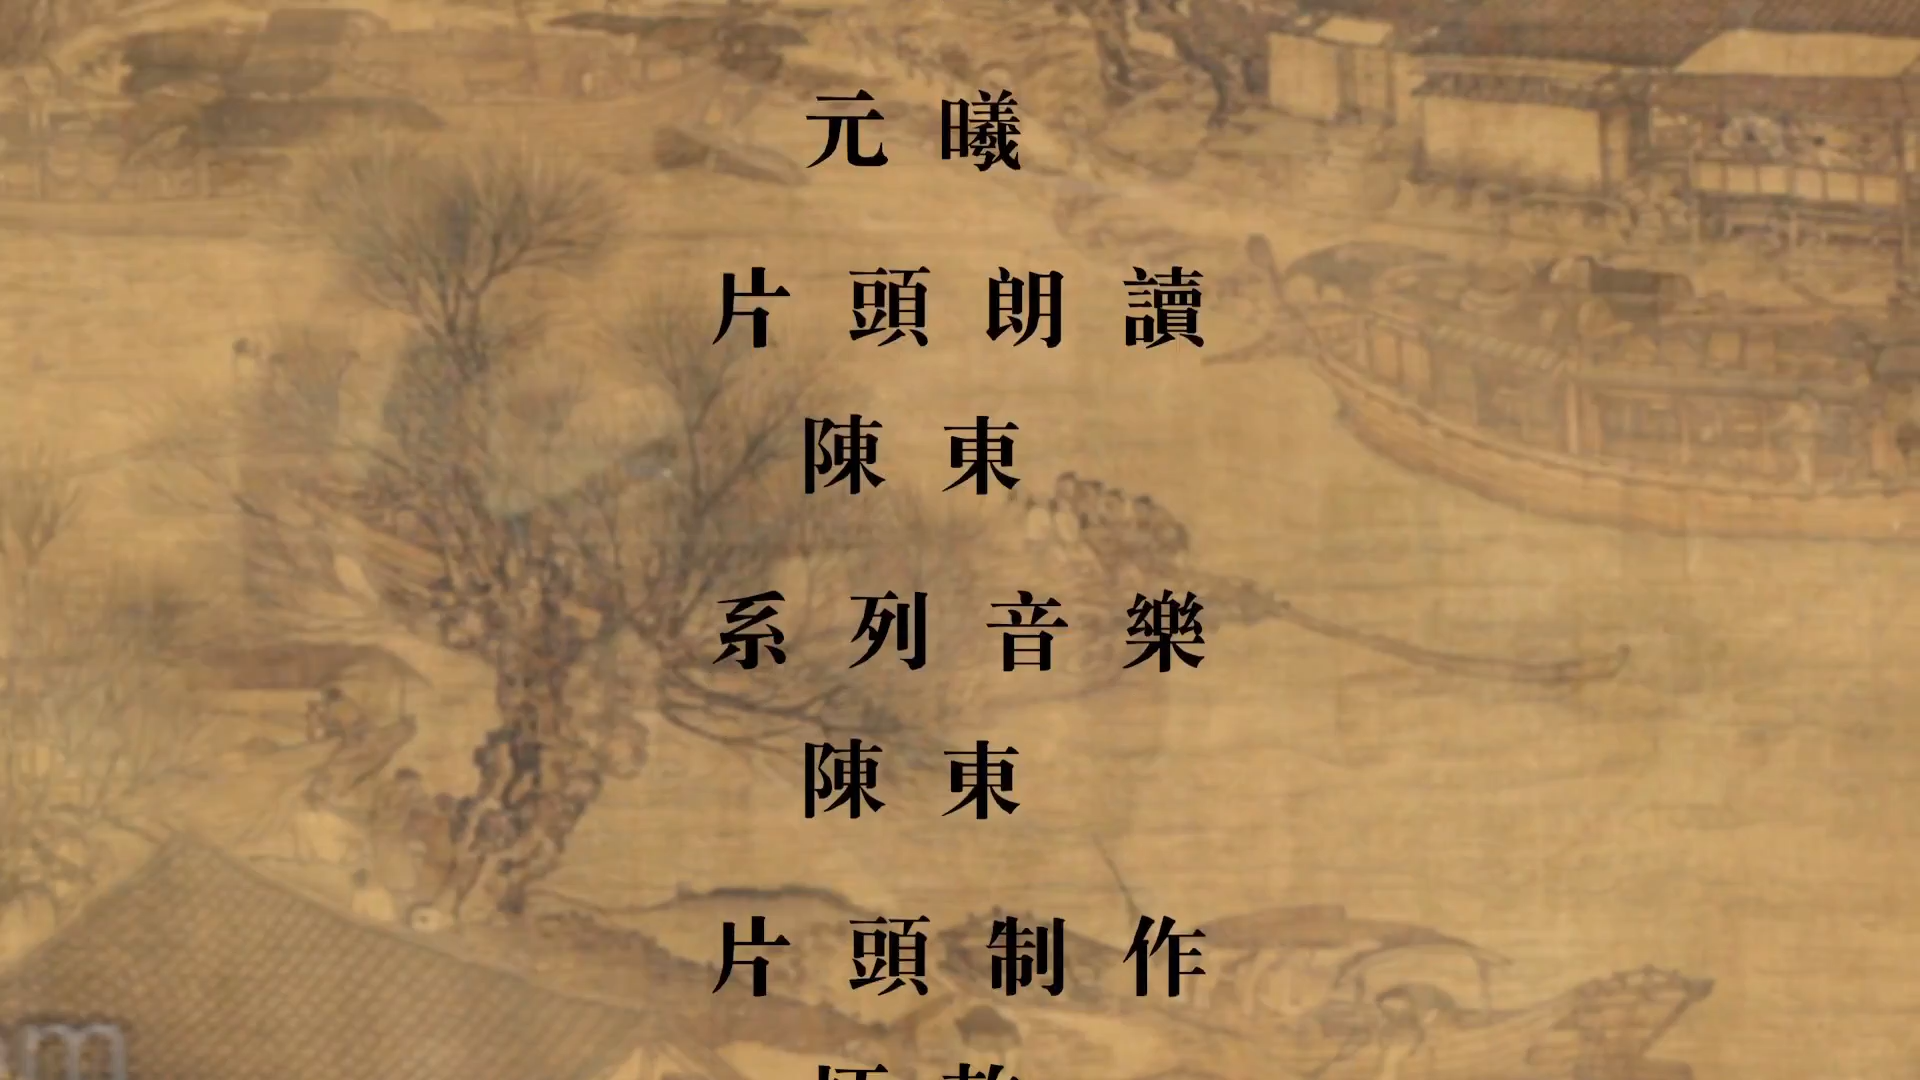 元曦
片頭朗讀
陳東
系列音樂
陳東
片頭制作